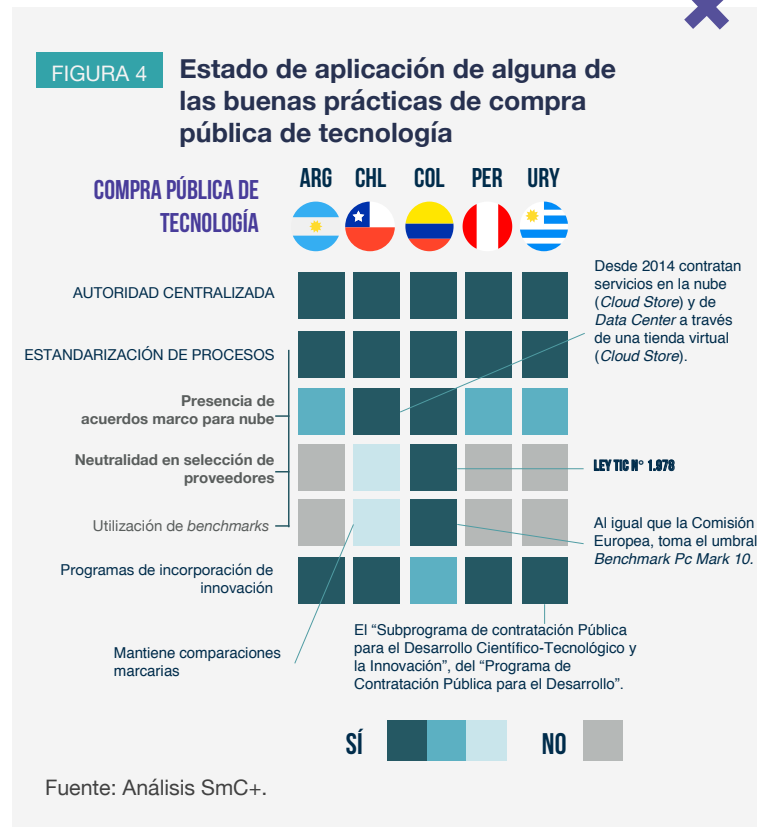 FIGURA 4
Estado de aplicación de alguna de
las buenas prácticas de compra
pública de tecnología
COMPRA PÚBLICA DE
TECNOLOGÍA
ARG CHL COL PER URY
AUTORIDAD CENTRALIZADA
Desde 2014 contratan
servicios en la nube
(Cloud Store) y de
Data Center a través
de una tienda virtual
(Cloud Store).
ESTANDARIZACIÓN DE PROCESOS
Presencia de
acuerdos marco para nube
Neutralidad en selección de
proveedores
LEY TIC N° 1.978
Utilización de benchmarks
Al igual que la Comisión
Europea, toma el umbral
Benchmark Pc Mark 10.
Programas de incorporación de
innovación
Mantiene comparaciones
marcarias
El “Subprograma de contratación Pública
para el Desarrollo Científico-Tecnológico y
la Innovación”, del “Programa de
Contratación Pública para el Desarrollo”.
SÍ NO
Fuente: Análisis SmC+.